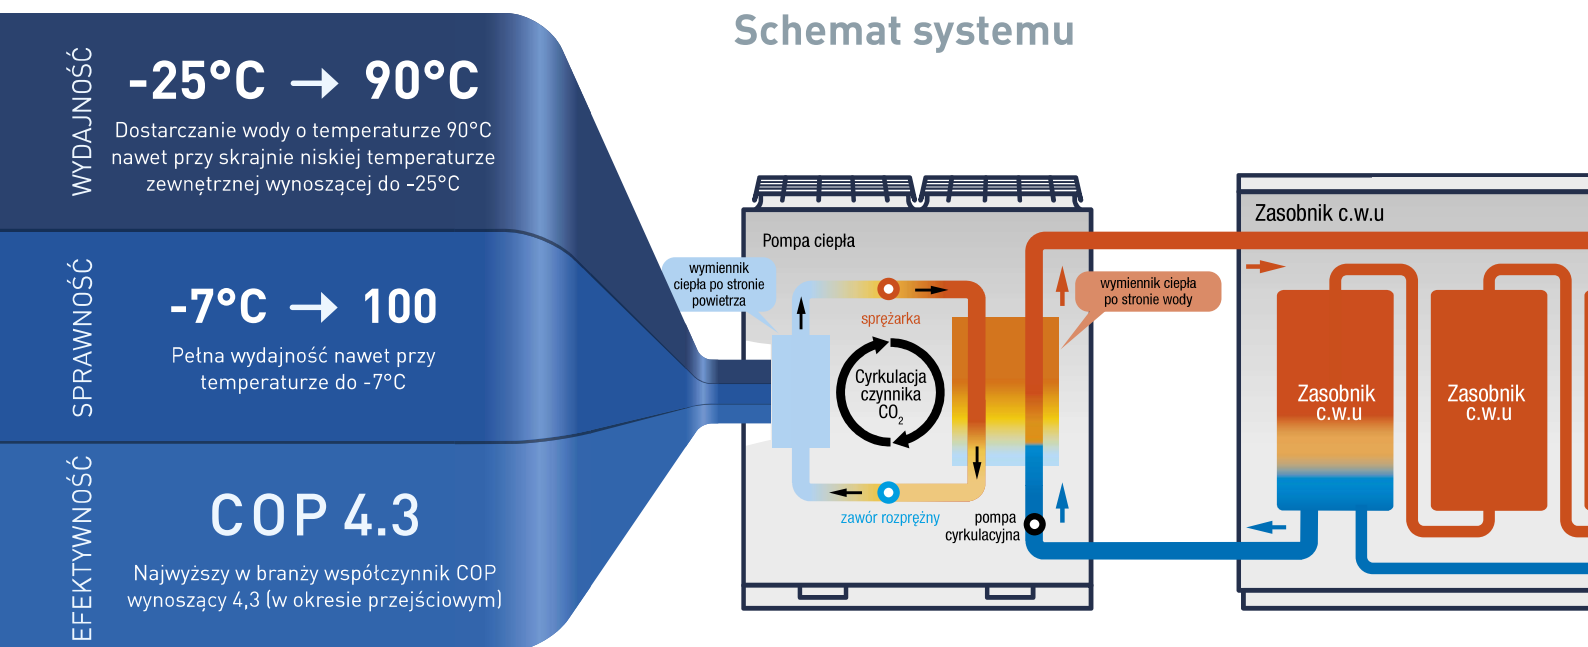 Schemat systemu
WYDAJNOŚĆ
-25°C → 90°C
Dostarczanie wody o temperaturze 90°C
nawet przy skrajnie niskiej temperaturze
zewnętrznej wynoszącej do -25°C
SPRAWNOŚĆ
-7°C → 100
Pełna wydajność nawet przy
temperaturze do -7°C
EFEKTYWNOŚĆ
COP 4.3
Najwyższy w branży współczynnik COP
wynoszący 4,3 (w okresie przejściowym)
Pompa ciepła
wymiennik
ciepła po stronie
powietrza
sprężarka
Cyrkulacja
czynnika
CO₂
zawór rozprężny
pompa
cyrkulacyjna
wymiennik ciepła
po stronie wody
Zasobnik c.w.u
Zasobnik
c.w.u
Zasobnik
c.w.u